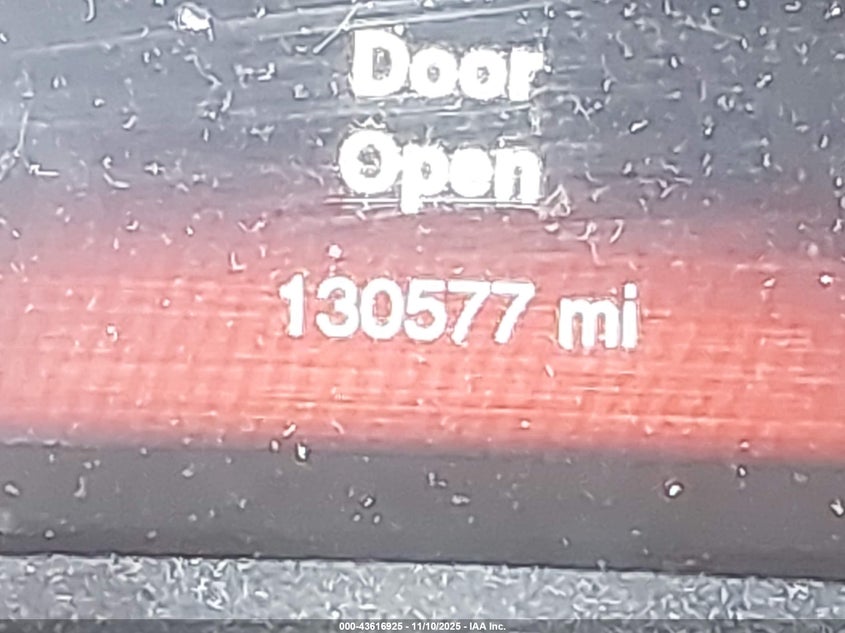 Door
Open
130577 mi
000-43616925 - 11/10/2025 - IAA Inc.